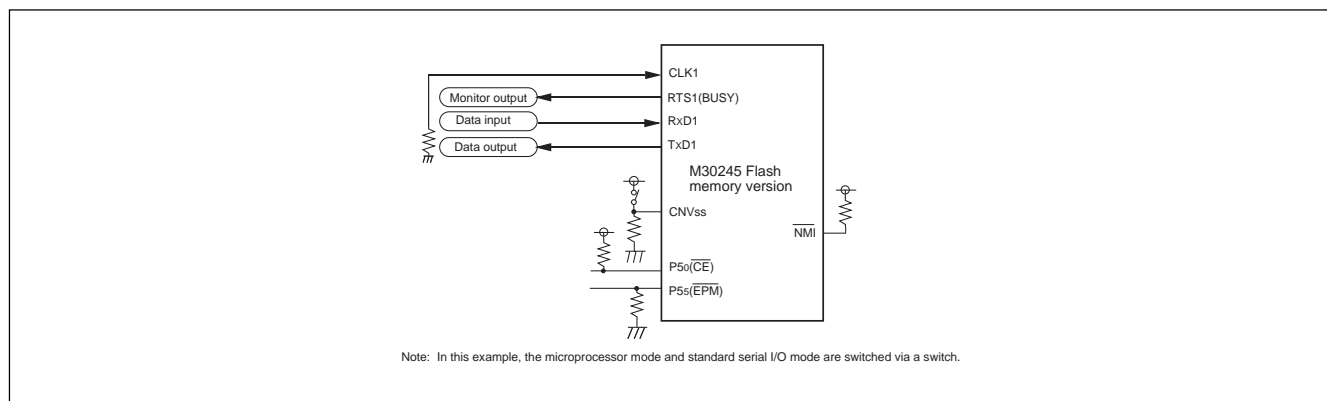 CLK1
Monitor output
RTS1(BUSY)
Data input
RxD1
Data output
TxD1
M30245 Flash
memory version
CNVss
NMI
P50(CE)
P55(EPM)
Note: In this example, the microprocessor mode and standard serial I/O mode are switched via a switch.